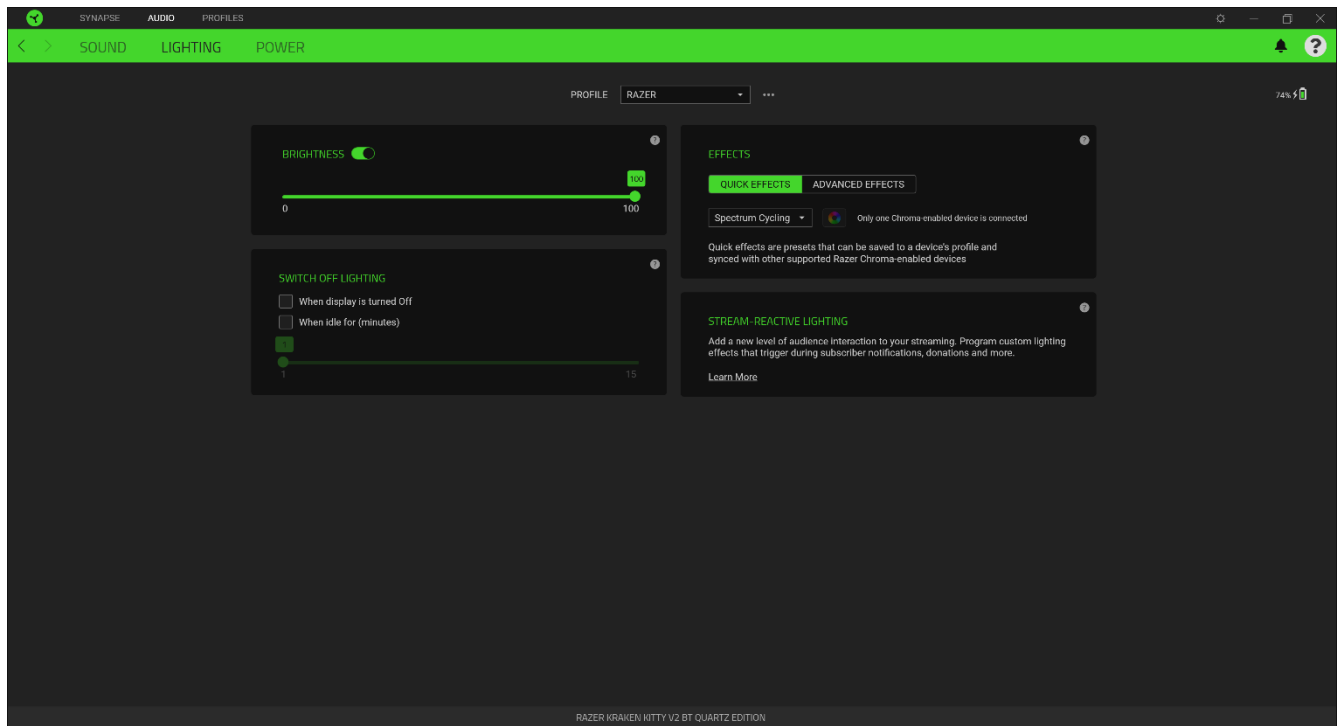 SYNAPSE AUDIO PROFILES
SOUND LIGHTING POWER
?
PROFILE RAZER ...
74%
BRIGHTNESS
?
100
0 100
SWITCH OFF LIGHTING
?
When display is turned Off
When idle for (minutes)
1
1 15
EFFECTS
?
QUICK EFFECTS ADVANCED EFFECTS
Spectrum Cycling Only one Chroma-enabled device is connected
Quick effects are presets that can be saved to a device's profile and
synced with other supported Razer Chroma-enabled devices
STREAM-REACTIVE LIGHTING
?
Add a new level of audience interaction to your streaming. Program custom lighting
effects that trigger during subscriber notifications, donations and more.
Learn More
RAZER KRAKEN KITTY V2 BT QUARTZ EDITION